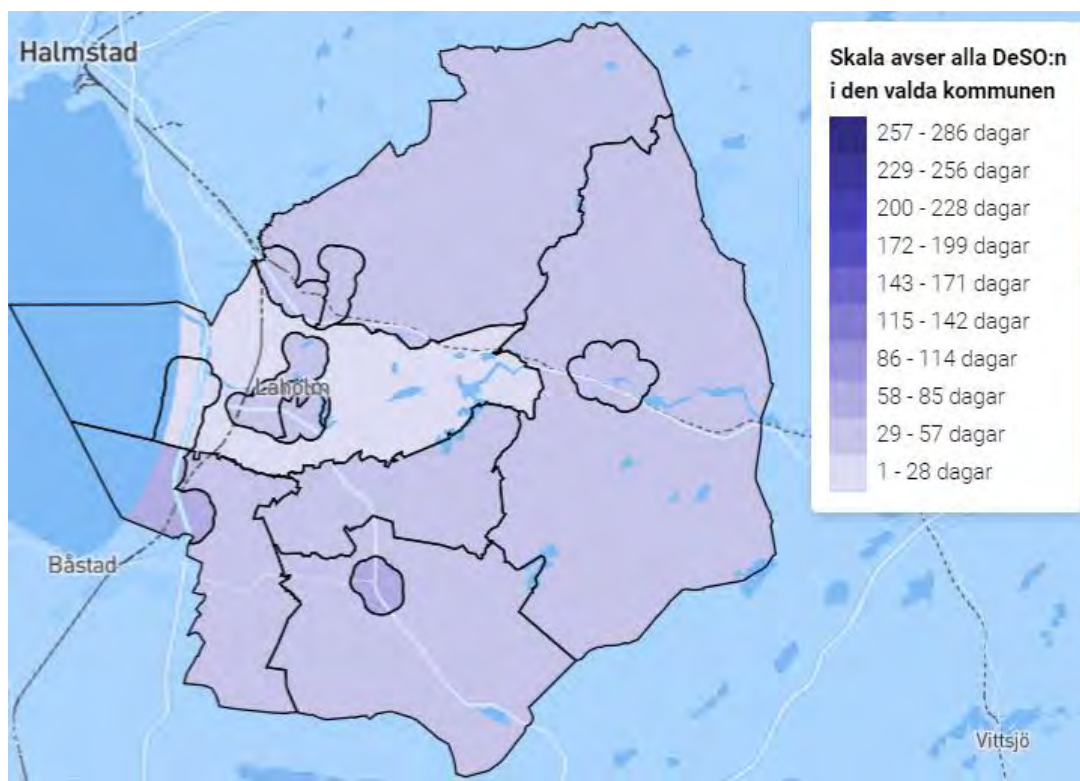 Halmstad
Skala avser alla DeSO:n
i den valda kommunen
257 - 286 dagar
229 - 256 dagar
200 - 228 dagar
172 - 199 dagar
143 - 171 dagar
115 - 142 dagar
86 - 114 dagar
58 - 85 dagar
29 - 57 dagar
1 - 28 dagar
Laholm
Båstad
Vittsjö